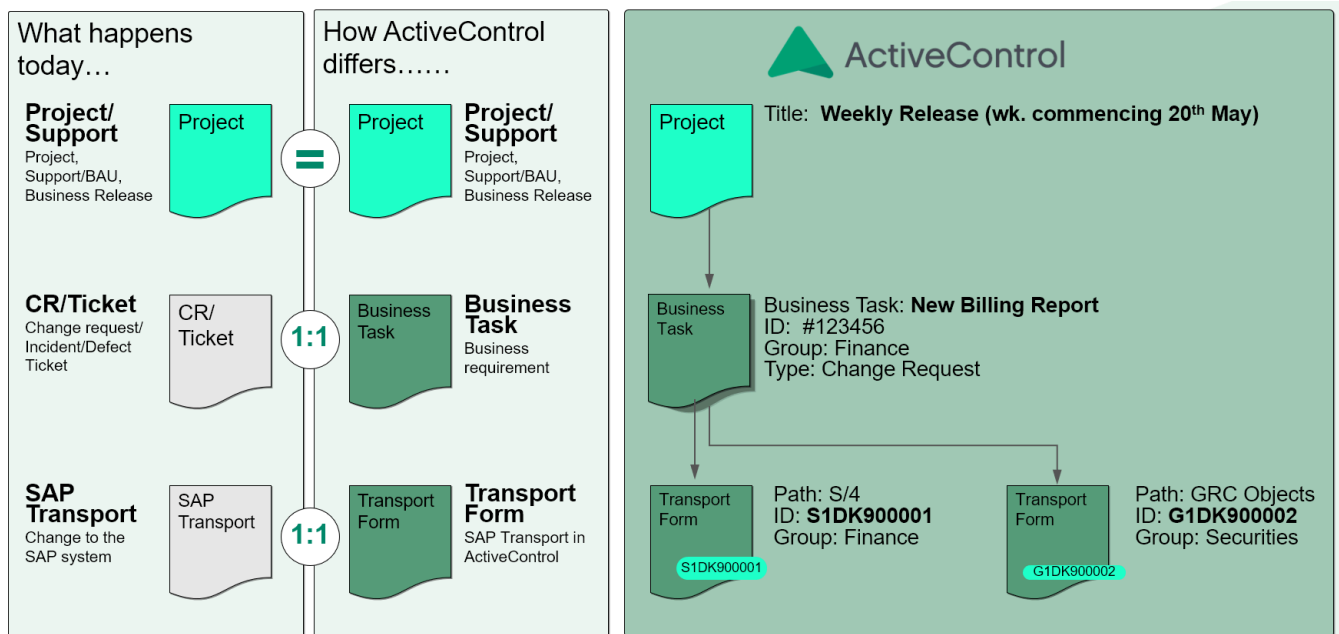 What happens
today…
Project/
Support
Project,
Support/BAU,
Business Release
Project
=
CR/Ticket
Change request/
Incident/Defect
Ticket
CR/
Ticket
1:1
SAP
Transport
Change to the
SAP system
SAP
Transport
1:1
How ActiveControl
differs……
Project
Project/
Support
Project,
Support/BAU,
Business Release
Business
Task
Business
Task
Business
requirement
Transport
Form
Transport
Form
SAP Transport in
ActiveControl
ActiveControl
Project
Title: Weekly Release (wk. commencing 20th May)
Business
Task
Business Task: New Billing Report
ID: #123456
Group: Finance
Type: Change Request
Transport
Form
S1DK900001
Path: S/4
ID: S1DK900001
Group: Finance
Transport
Form
G1DK900002
Path: GRC Objects
ID: G1DK900002
Group: Securities